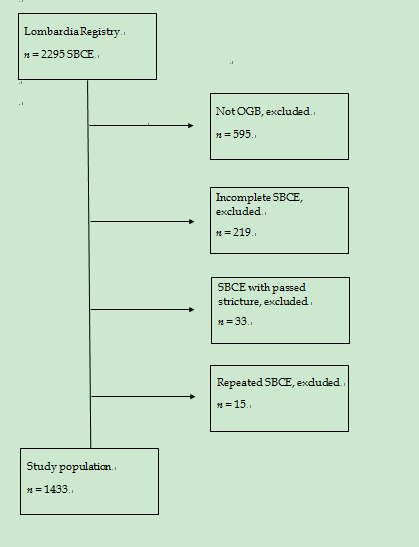 Lombardia Registry
n = 2295 SBCE
Not OGB, excluded
n = 595
Incomplete SBCE,
excluded
n = 219
SBCE with passed
stricture, excluded
n = 33
Repeated SBCE, excluded
n = 15
Study population
n = 1433